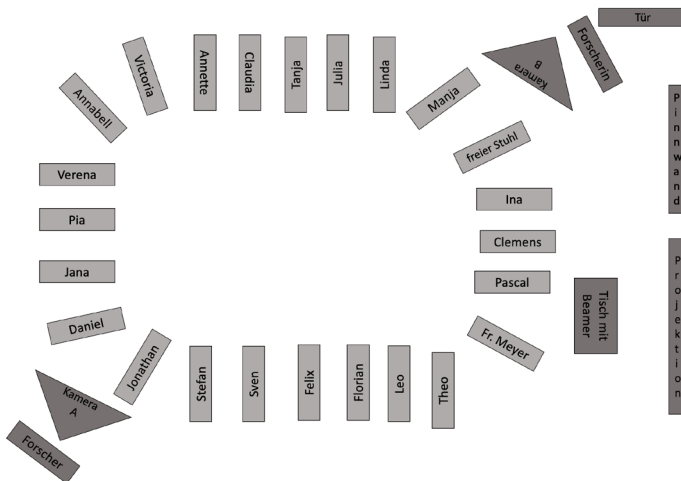 Tür
Forscherin
Kamera
B
Victoria
Annette
Claudia
Tanja
Julia
Linda
Manja
Annabell
Pinnwand
freier Stuhl
Verena
Ina
Pia
Clemens
Jana
Pascal
Projektion
Tisch mit
Beamer
Daniel
Fr. Meyer
Jonathan
Stefan
Sven
Felix
Florian
Leo
Theo
Kamera
A
Forscher